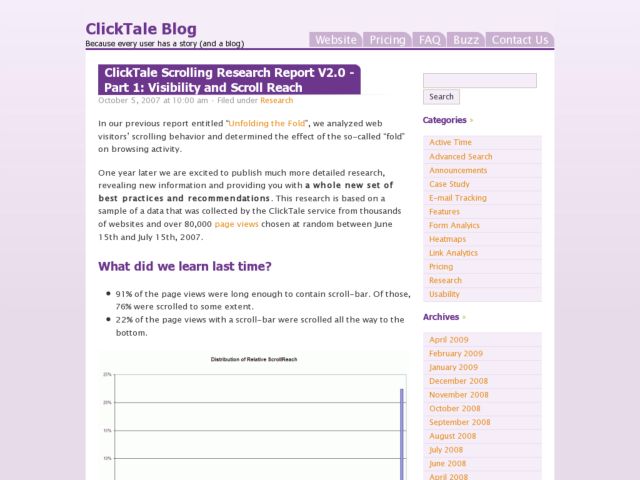 ClickTale Blog
Because every user has a story (and a blog)
Website Pricing FAQ Buzz Contact Us
ClickTale Scrolling Research Report V2.0 -
Part 1: Visibility and Scroll Reach
October 5, 2007 at 10:00 am · Filed under Research
In our previous report entitled "Unfolding the Fold", we analyzed web
visitors' scrolling behavior and determined the effect of the so-called "fold"
on browsing activity.
One year later we are excited to publish much more detailed research,
revealing new information and providing you with a whole new set of
best practices and recommendations. This research is based on a
sample of a data that was collected by the ClickTale service from thousands
of websites and over 80,000 page views chosen at random between June
15th and July 15th, 2007.
What did we learn last time?
91% of the page views were long enough to contain scroll-bar. Of those,
76% were scrolled to some extent.
22% of the page views with a scroll-bar were scrolled all the way to the
bottom.
Distribution of Relative ScrollReach
25%
20%
15%
10%
Search
Categories »
Active Time
Advanced Search
Announcements
Case Study
E-mail Tracking
Features
Form Analyics
Heatmaps
Link Analytics
Pricing
Research
Usability
Archives »
April 2009
February 2009
January 2009
December 2008
November 2008
October 2008
September 2008
August 2008
July 2008
June 2008
April 2008